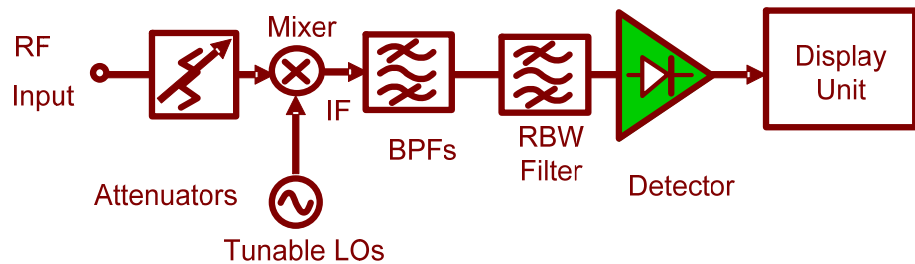 RF
Input
Attenuators
Mixer
IF
Tunable LOs
BPFs
RBW
Filter
Detector
Display
Unit